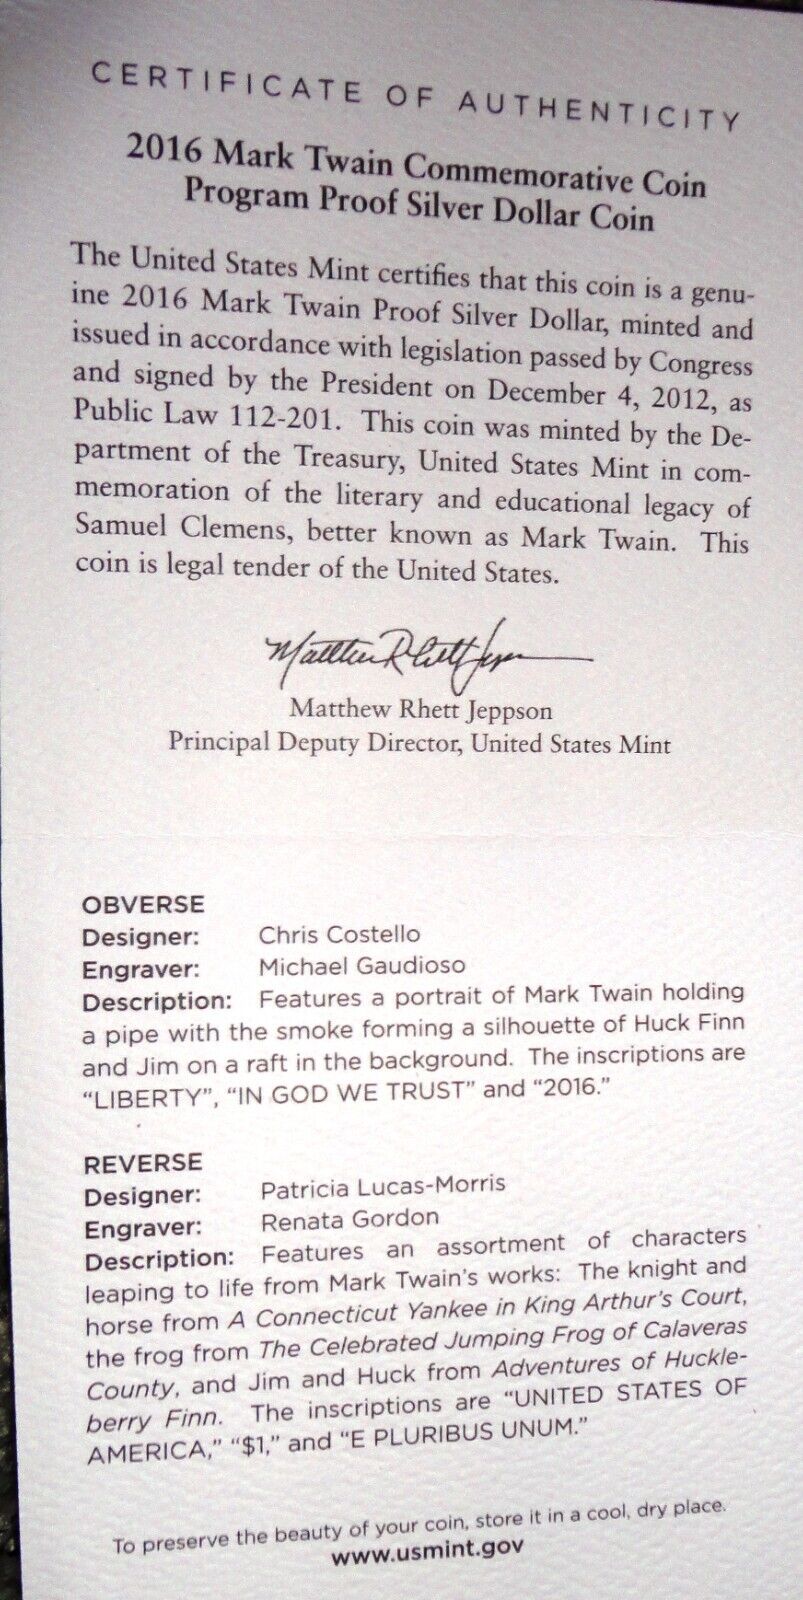 CERTIFICATE OF AUTHENTICITY
2016 Mark Twain Commemorative Coin
Program Proof Silver Dollar Coin
The United States Mint certifies that this coin is a genu-
ine 2016 Mark Twain Proof Silver Dollar, minted and
issued in accordance with legislation passed by Congress
and signed by the President on December 4, 2012, as
Public Law 112-201. This coin was minted by the De-
partment of the Treasury, United States Mint in com-
memoration of the literary and educational legacy of
Samuel Clemens, better known as Mark Twain. This
coin is legal tender of the United States.
Matthew Rhett Jeppson
Matthew Rhett Jeppson
Principal Deputy Director, United States Mint
OBVERSE
Designer: Chris Costello
Engraver: Michael Gaudioso
Description: Features a portrait of Mark Twain holding
a pipe with the smoke forming a silhouette of Huck Finn
and Jim on a raft in the background. The inscriptions are
“LIBERTY”, “IN GOD WE TRUST” and “2016.”
REVERSE
Designer: Patricia Lucas-Morris
Engraver: Renata Gordon
Description: Features an assortment of characters
leaping to life from Mark Twain’s works: The knight and
horse from A Connecticut Yankee in King Arthur’s Court,
the frog from The Celebrated Jumping Frog of Calaveras
County, and Jim and Huck from Adventures of Huckle-
berry Finn. The inscriptions are “UNITED STATES OF
AMERICA,” “$1,” and “E PLURIBUS UNUM.”
To preserve the beauty of your coin, store it in a cool, dry place.
www.usmint.gov